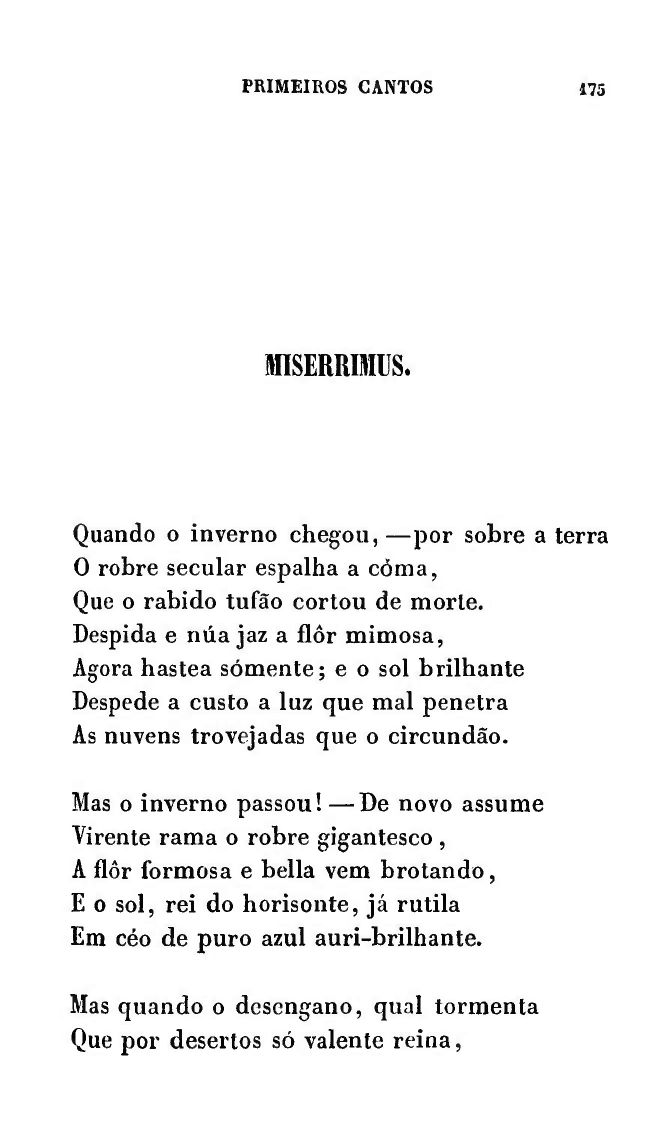 PRIMEIROS CANTOS 175
MISERRIMUS.
Quando o inverno chegou, —por sobre a terra
O robre secular espalha a cóma,
Que o rabido tufão cortou de morte.
Despida e núa jaz a flôr mimosa,
Agora hastea sómente; e o sol brilhante
Despede a custo a luz que mal penetra
As nuvens trovejadas que o circundão.
Mas o inverno passou! — De novo assume
Virente rama o robre gigantesco,
A flôr formosa e bella vem brotando,
E o sol, rei do horisonte, já rutila
Em céo de puro azul auri-brilhante.
Mas quando o desengano, qual tormenta
Que por desertos só valente reina,